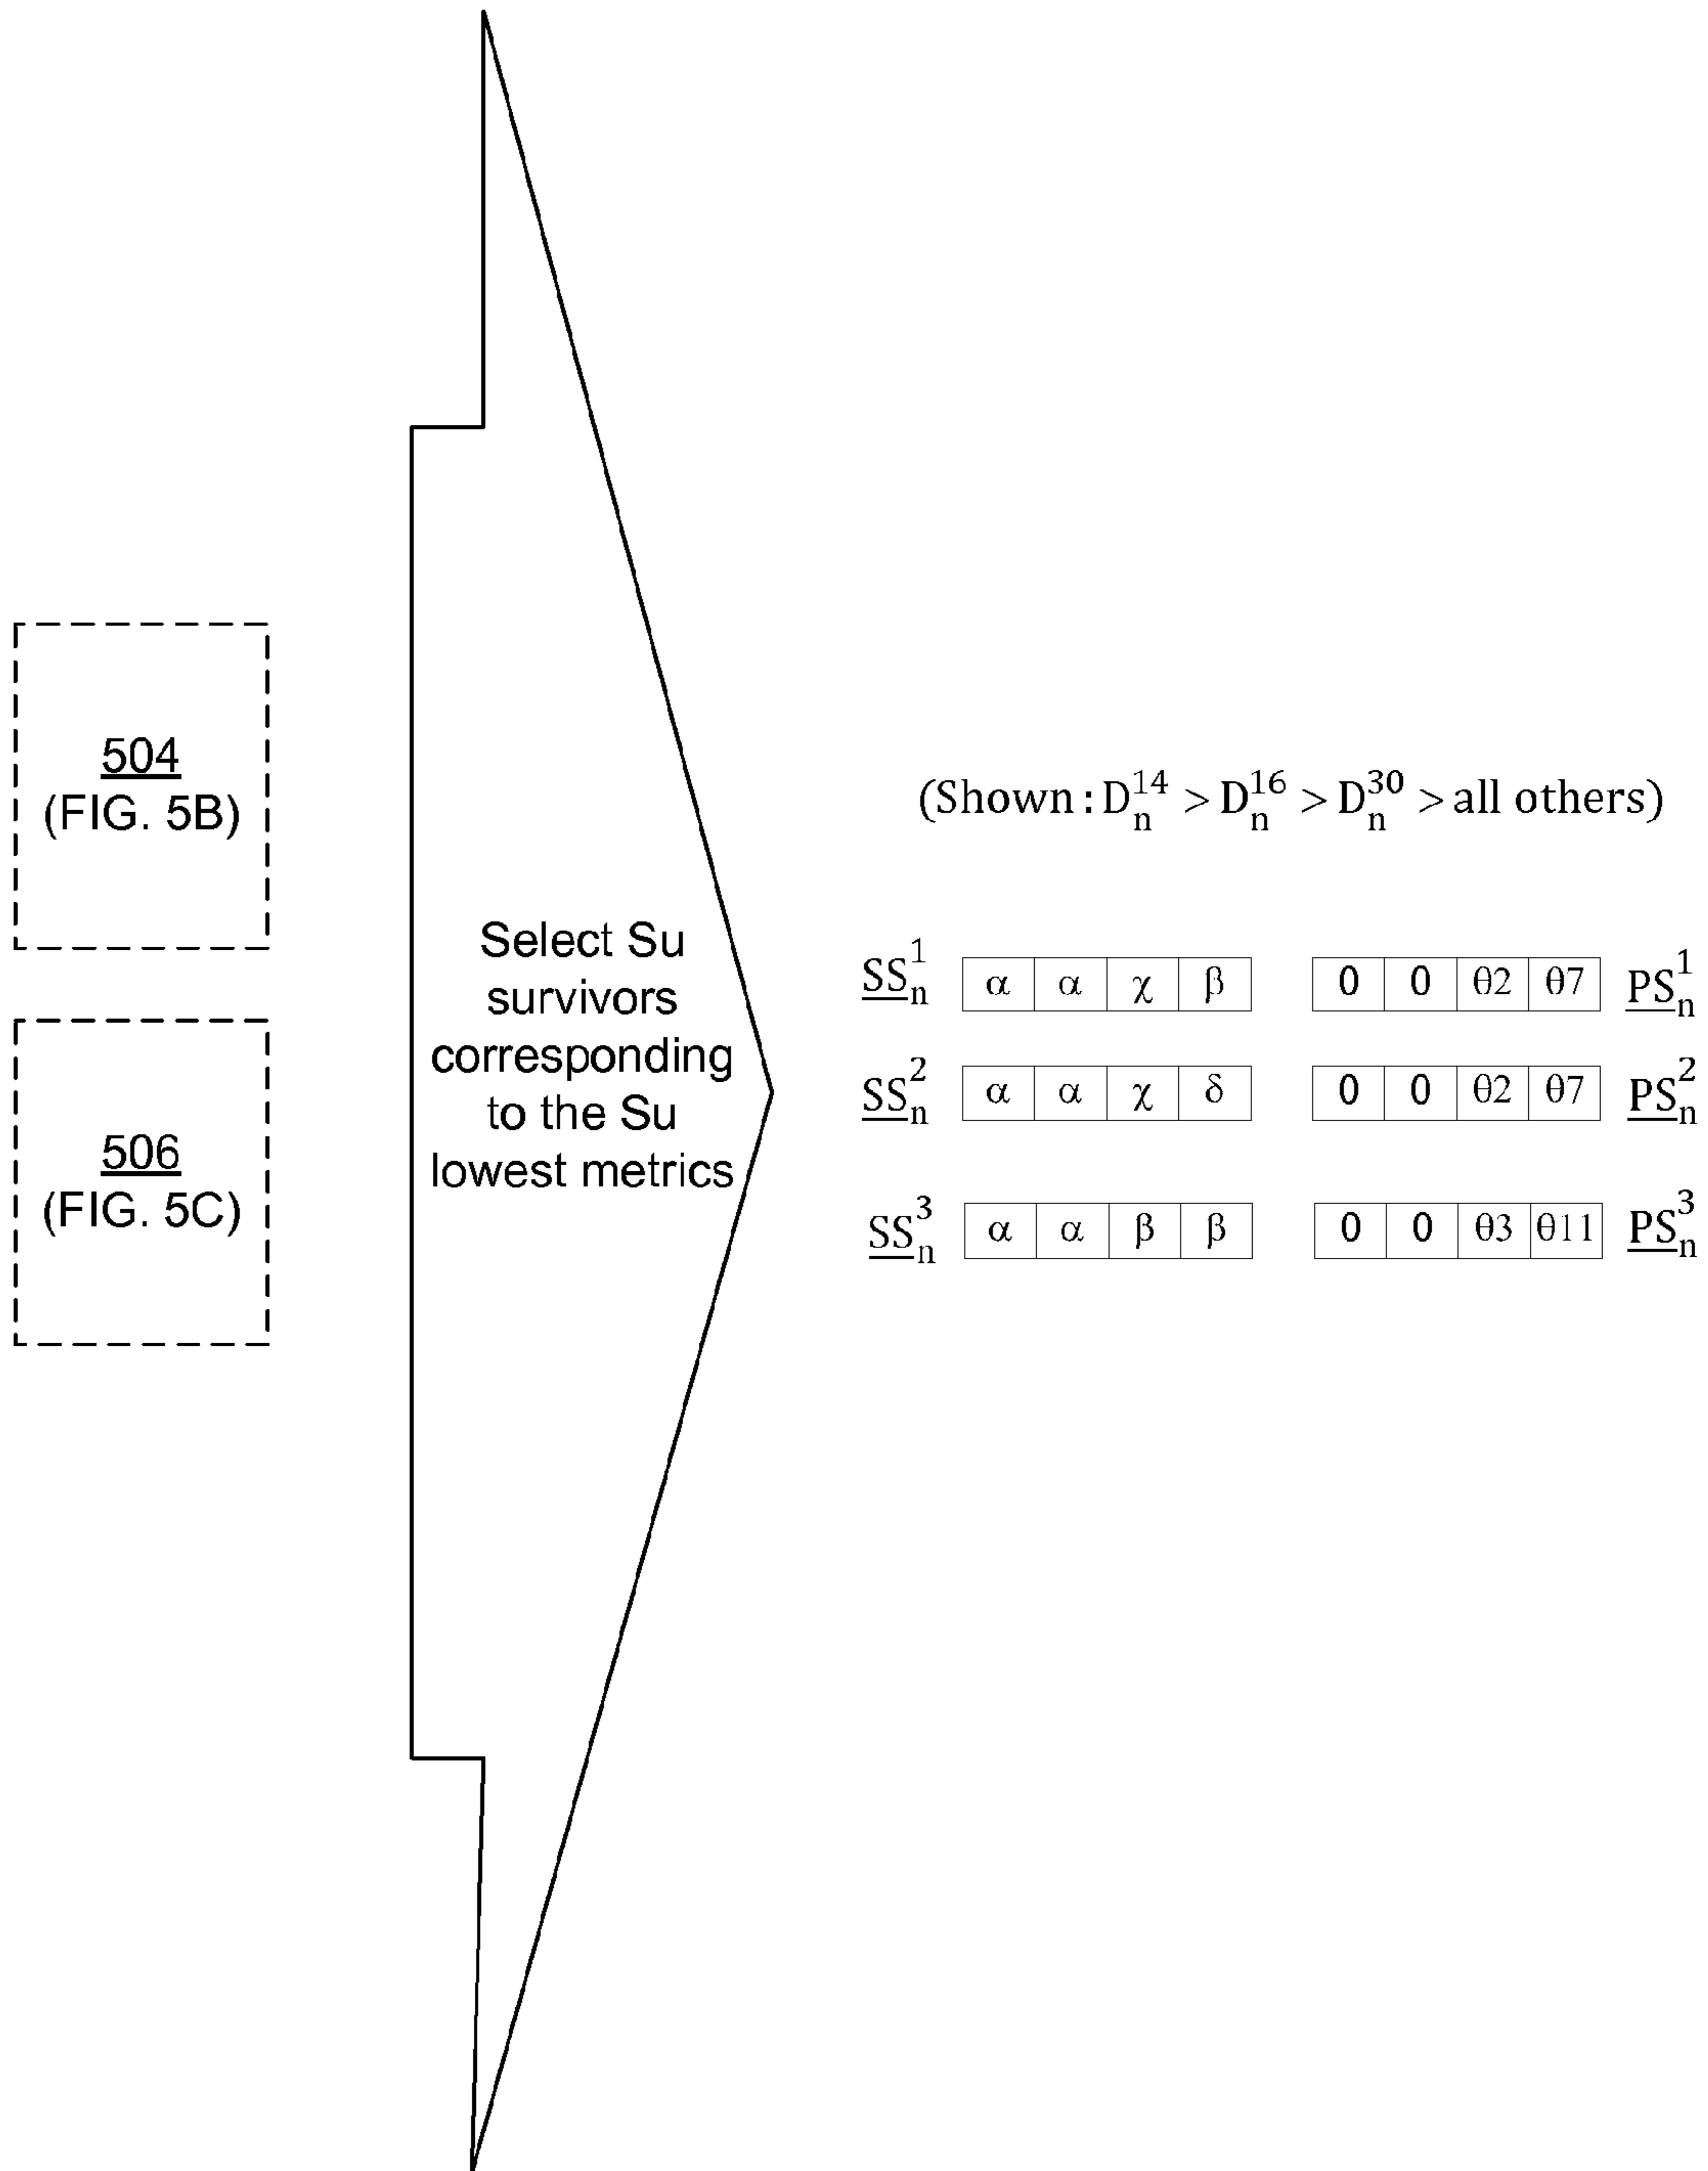 504
(FIG. 5B)
506
(FIG. 5C)
Select Su
survivors
corresponding
to the Su
lowest metrics
(Shown : D_n^14 > D_n^16 > D_n^30 > all others)
SS_n^1 α α χ β 0 0 θ2 θ7 PS_n^1
SS_n^2 α α χ δ 0 0 θ2 θ7 PS_n^2
SS_n^3 α α β β 0 0 θ3 θ11 PS_n^3